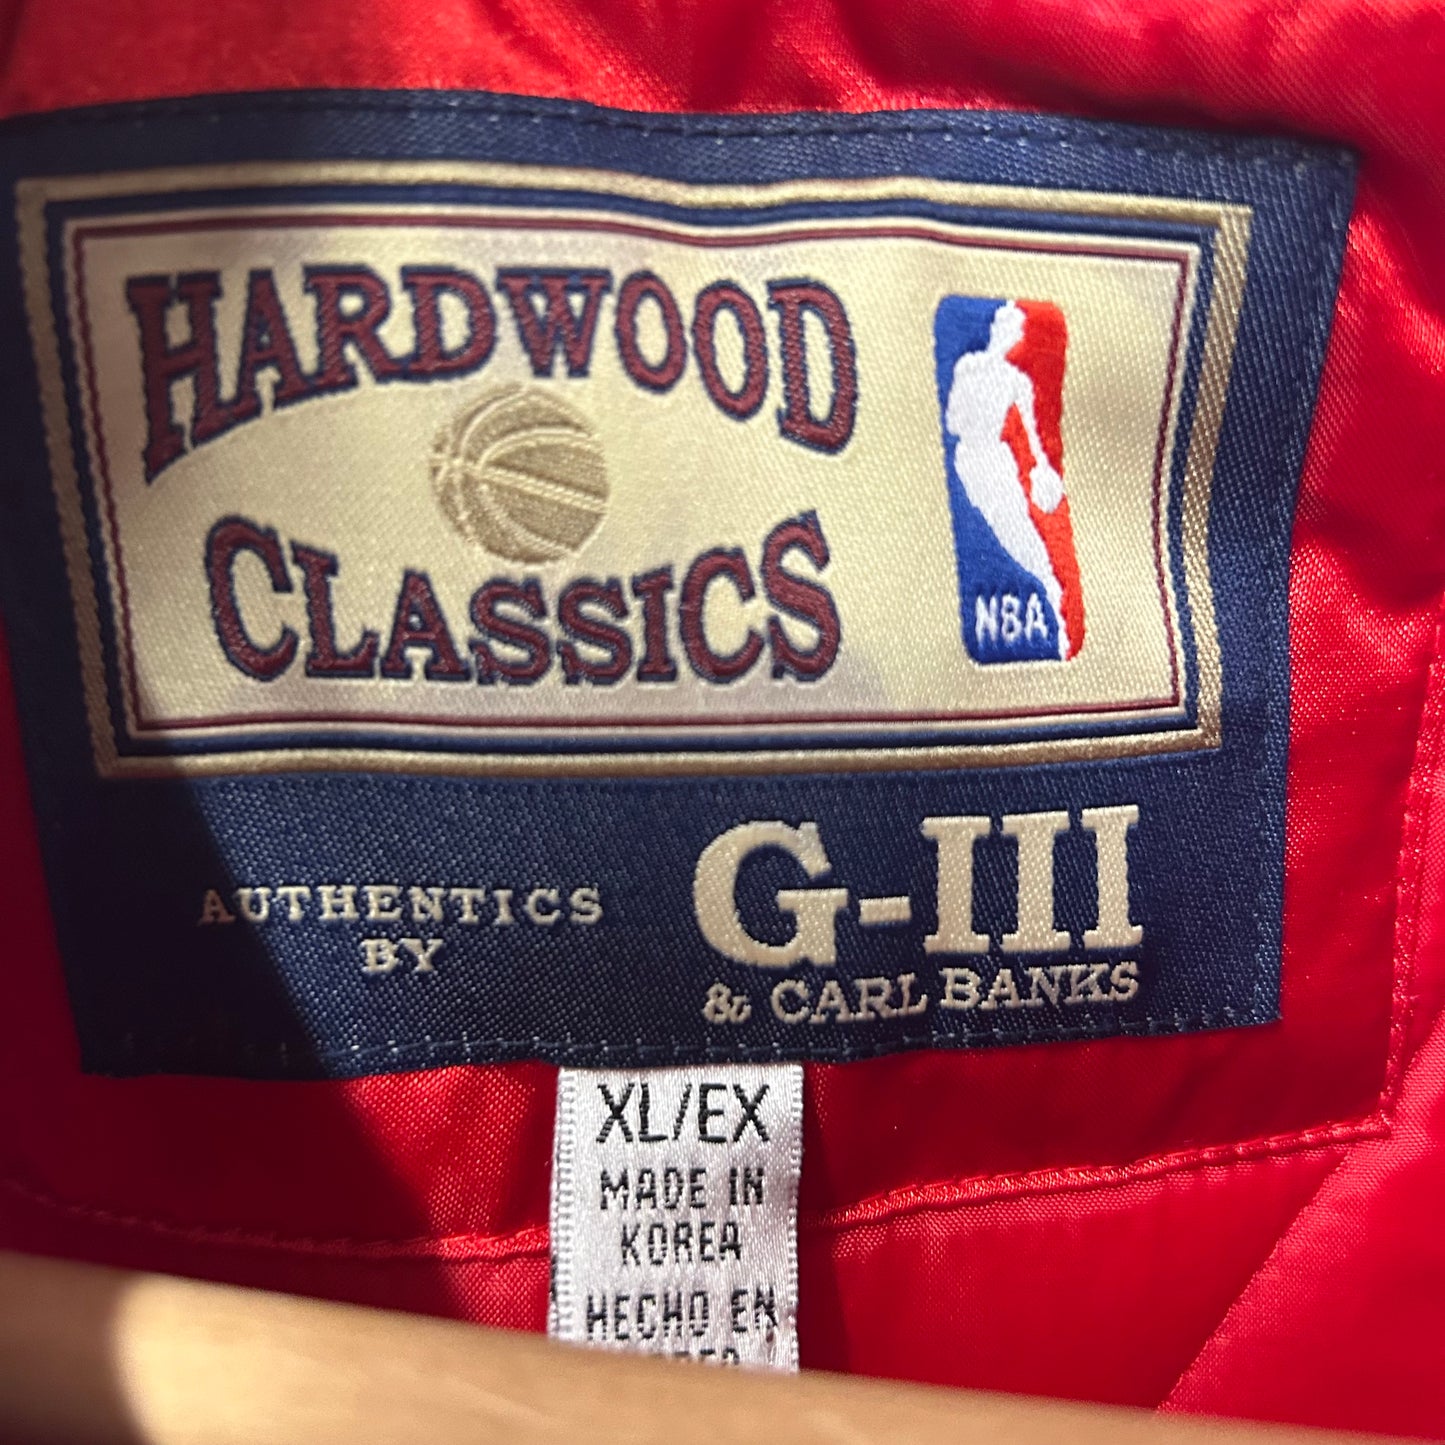 HARDWOOD
CLASSICS
NBA
AUTHENTICS
BY
G-III
& CARL BANKS
XL/EX
MADE IN
KOREA
HECHO EN